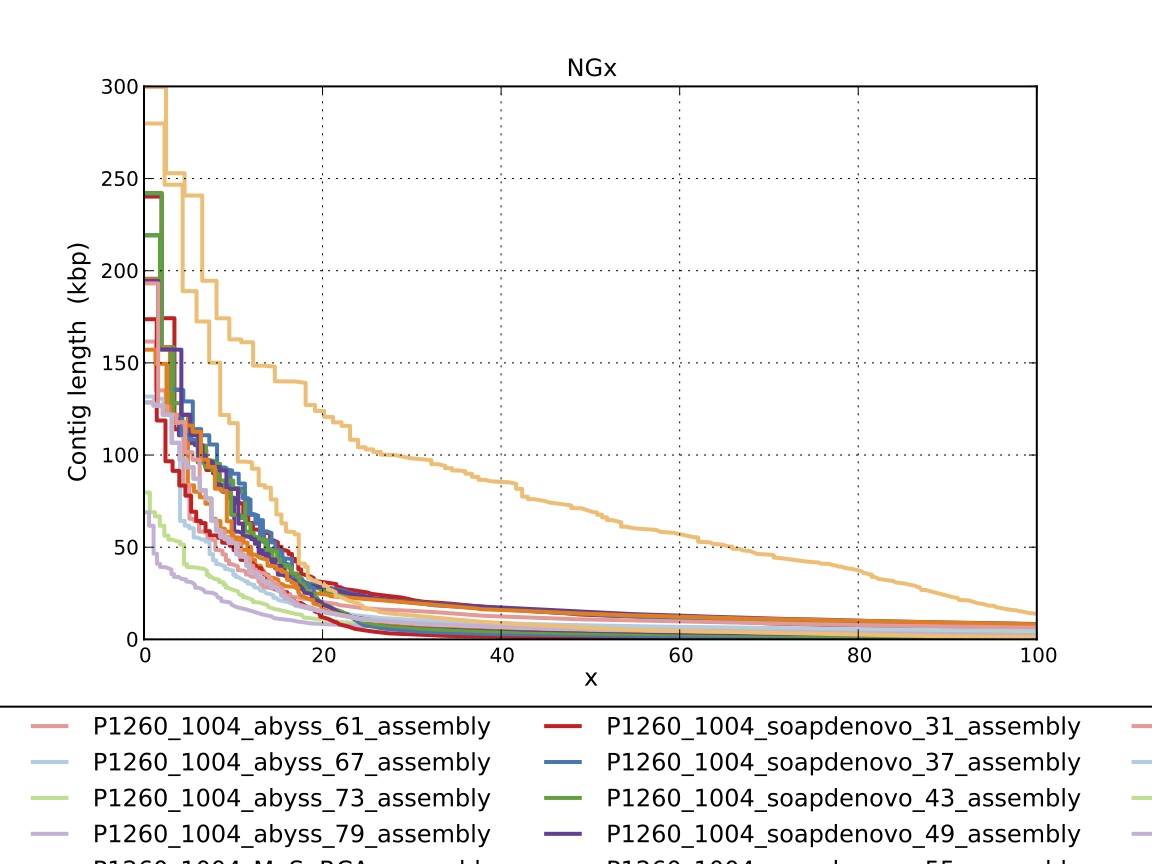 NGx
300
250
200
150
100
50
0
Contig length (kbp)
0 20 40 60 80 100
x
P1260_1004_abyss_61_assembly P1260_1004_soapdenovo_31_assembly
P1260_1004_abyss_67_assembly P1260_1004_soapdenovo_37_assembly
P1260_1004_abyss_73_assembly P1260_1004_soapdenovo_43_assembly
P1260_1004_abyss_79_assembly P1260_1004_soapdenovo_49_assembly